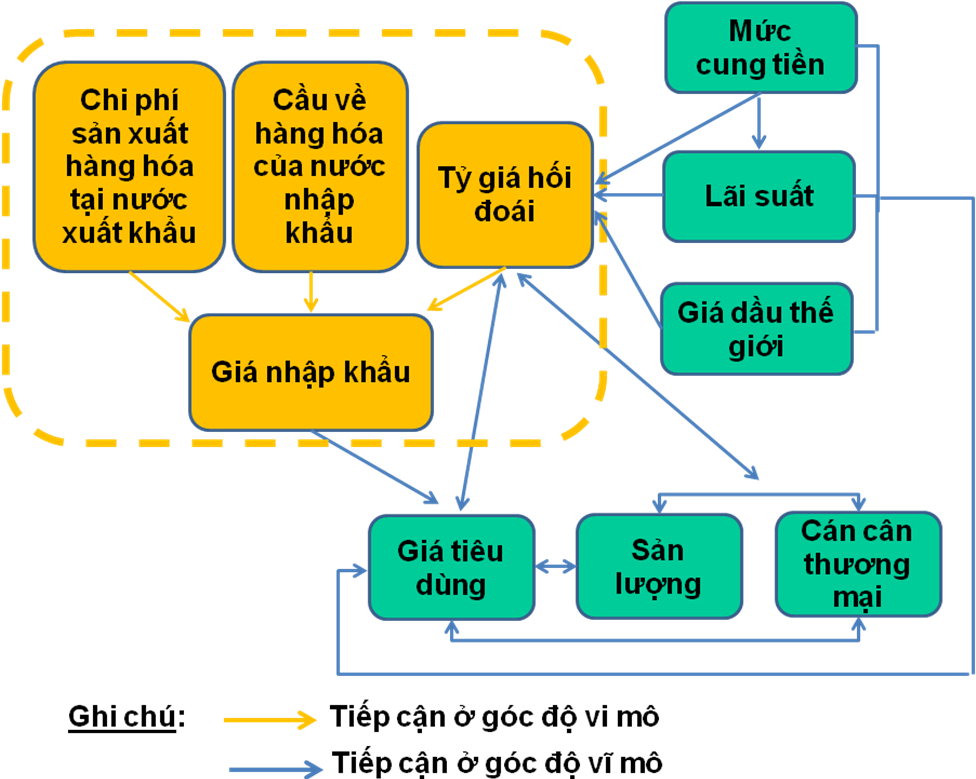 Mức
cung tiền
Chi phí
sản xuất
hàng hóa
tại nước
xuất khẩu
Cầu về
hàng hóa
của nước
nhập
khẩu
Tỷ giá hối
đoái
Lãi suất
Giá dầu thế
giới
Giá nhập khẩu
Giá tiêu
dùng
Sản
lượng
Cán cân
thương
mại
Ghi chú:
Tiếp cận ở góc độ vi mô
Tiếp cận ở góc độ vĩ mô